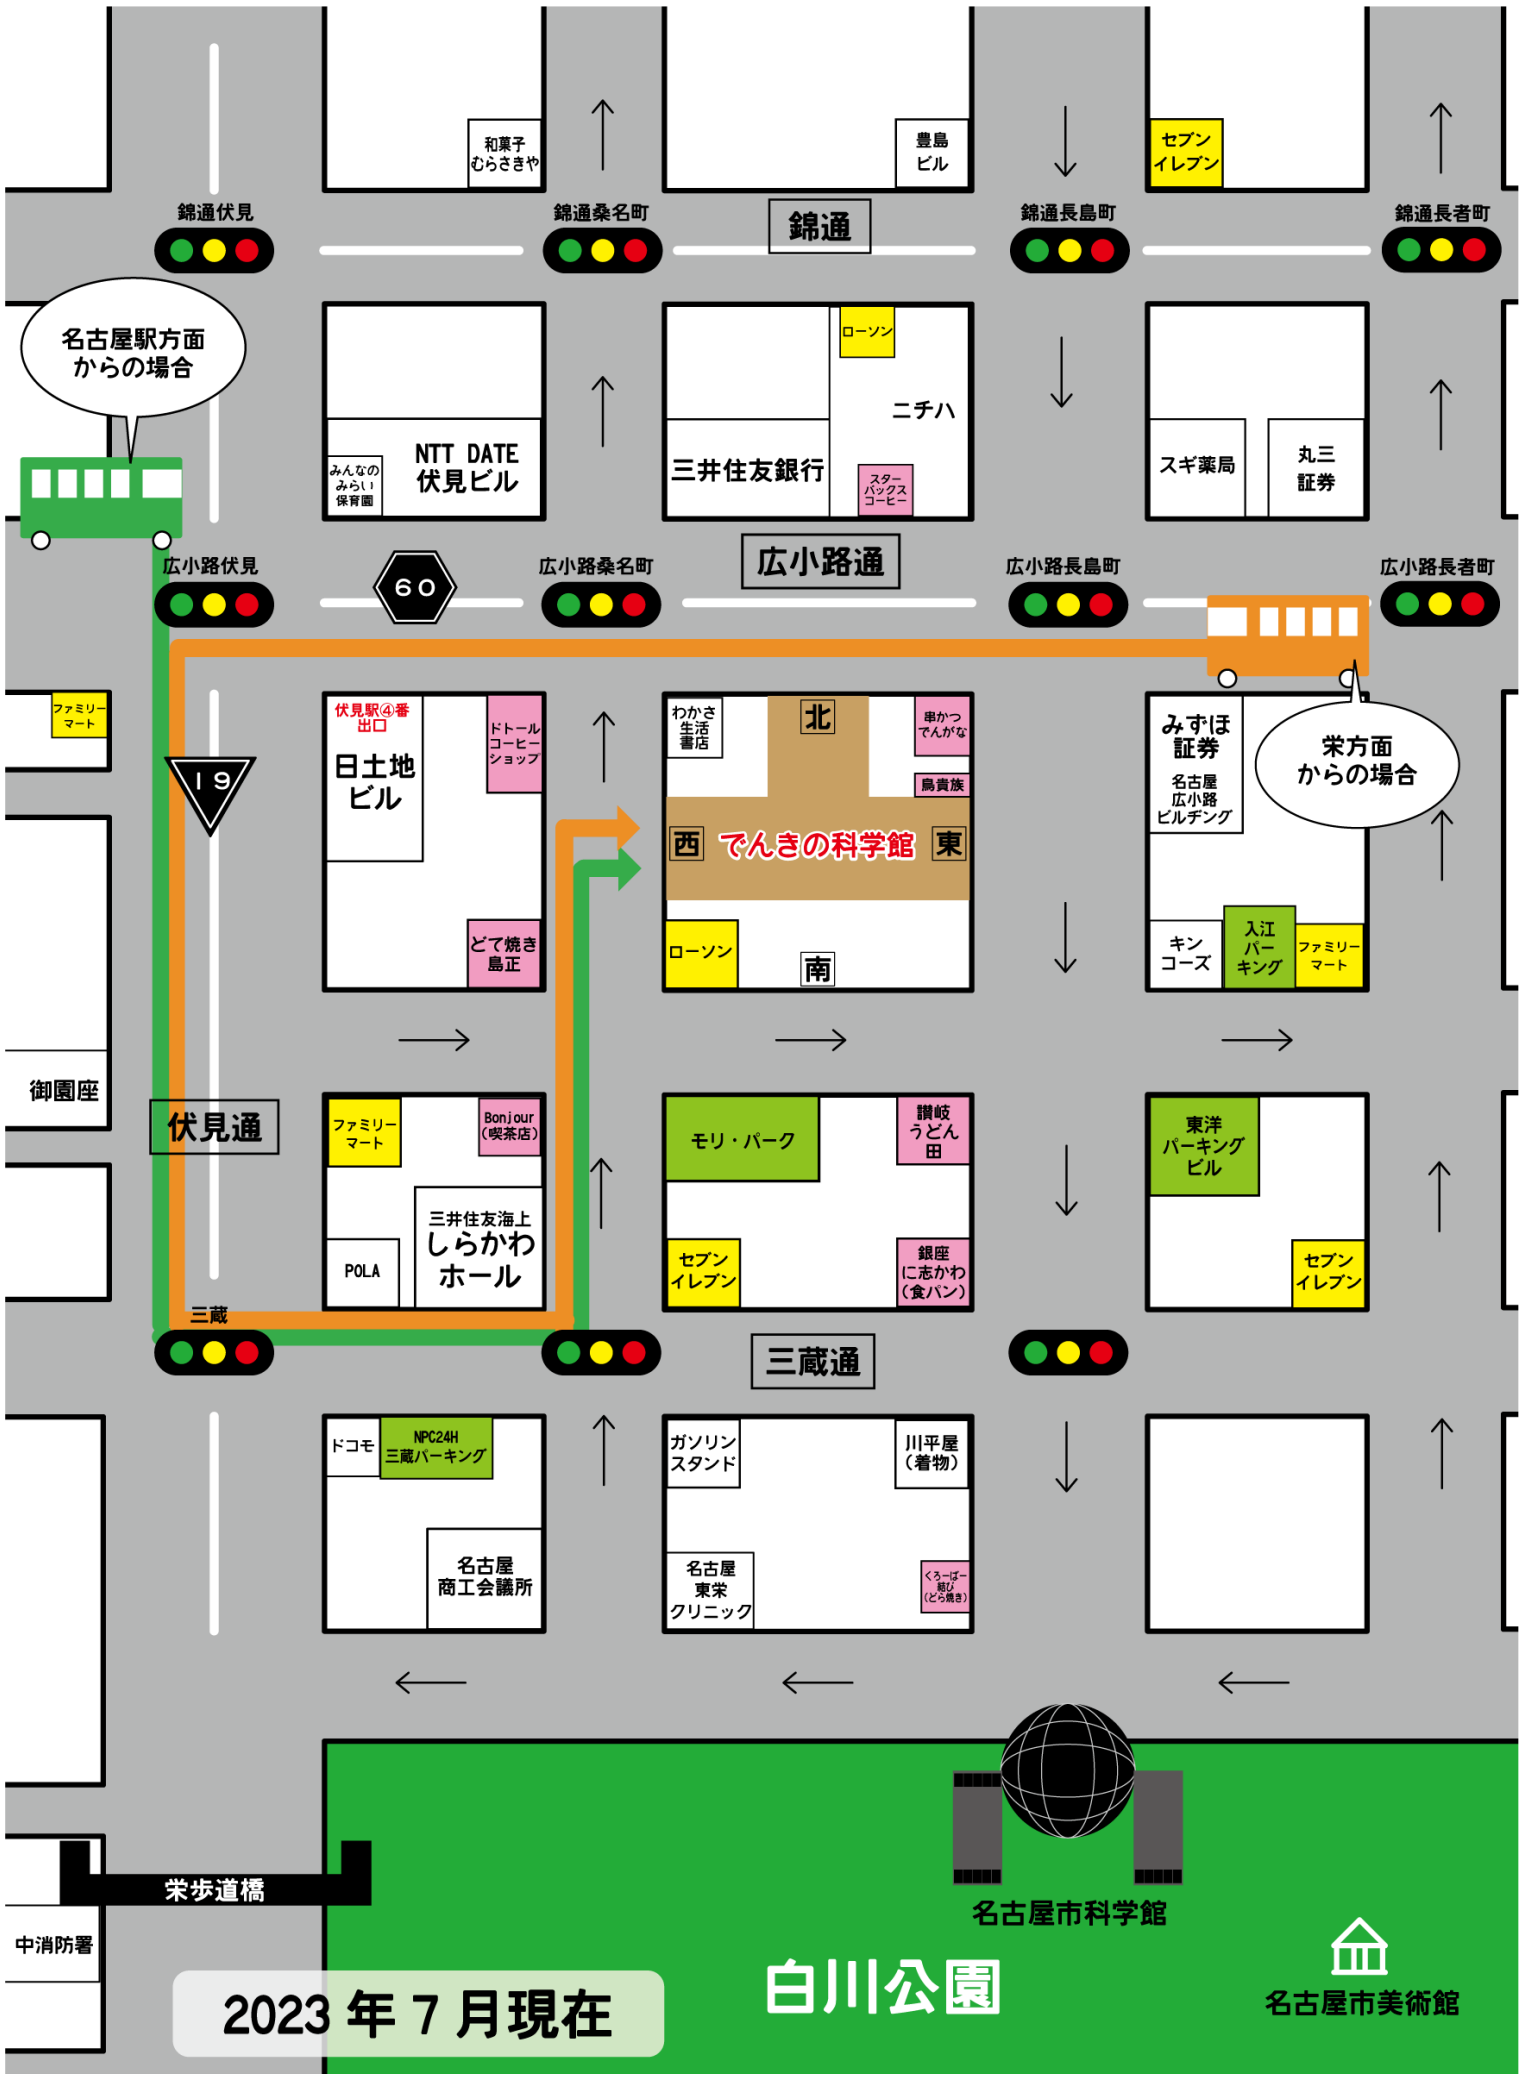 和菓子
むらさきや
豊島
ビル
セブン
イレブン
錦通伏見
錦通桑名町
錦通
錦通長島町
錦通長者町
名古屋駅方面
からの場合
ローソン
ニチハ
NTT DATE
伏見ビル
みんなの
みらい
保育園
三井住友銀行
スター
バックス
コーヒー
スギ薬局
丸三
証券
広小路伏見
60
広小路桑名町
広小路通
広小路長島町
広小路長者町
ファミリー
マート
19
伏見駅④番
出口
日土地
ビル
ドトール
コーヒー
ショップ
わかさ
生活
書店
北
串かつ
でんがな
鳥貴族
西
でんきの科学館
東
みずほ
証券
名古屋
広小路
ビルヂング
栄方面
からの場合
どて焼き
島正
ローソン
南
キン
コーズ
入江
パー
キング
ファミリー
マート
御園座
伏見通
ファミリー
マート
Bonjour
(喫茶店)
モリ・パーク
讃岐
うどん
田
東洋
パーキング
ビル
POLA
三井住友海上
しらかわ
ホール
セブン
イレブン
銀座
に志かわ
(食パン)
セブン
イレブン
三蔵
三蔵通
ドコモ
NPC24H
三蔵パーキング
ガソリン
スタンド
川平屋
(着物)
名古屋
商工会議所
名古屋
東栄
クリニック
くろーばー
結び
(どら焼き)
栄歩道橋
名古屋市科学館
中消防署
白川公園
名古屋市美術館
2023年7月現在